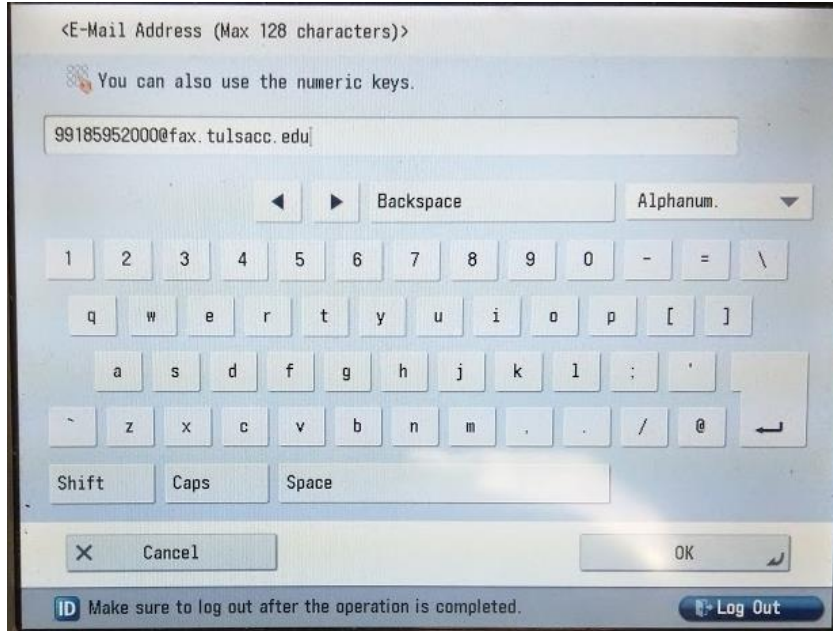 <E-Mail Address (Max 128 characters)>
You can also use the numeric keys.
99185952000@fax.tulsacc.edu
◀ ▶ Backspace Alphanum. ▼
1 2 3 4 5 6 7 8 9 0 - = \
q w e r t y u i o p [ ]
a s d f g h j k l ; '
` z x c v b n m , . / @
Shift Caps Space
✕ Cancel OK
ID Make sure to log out after the operation is completed. Log Out